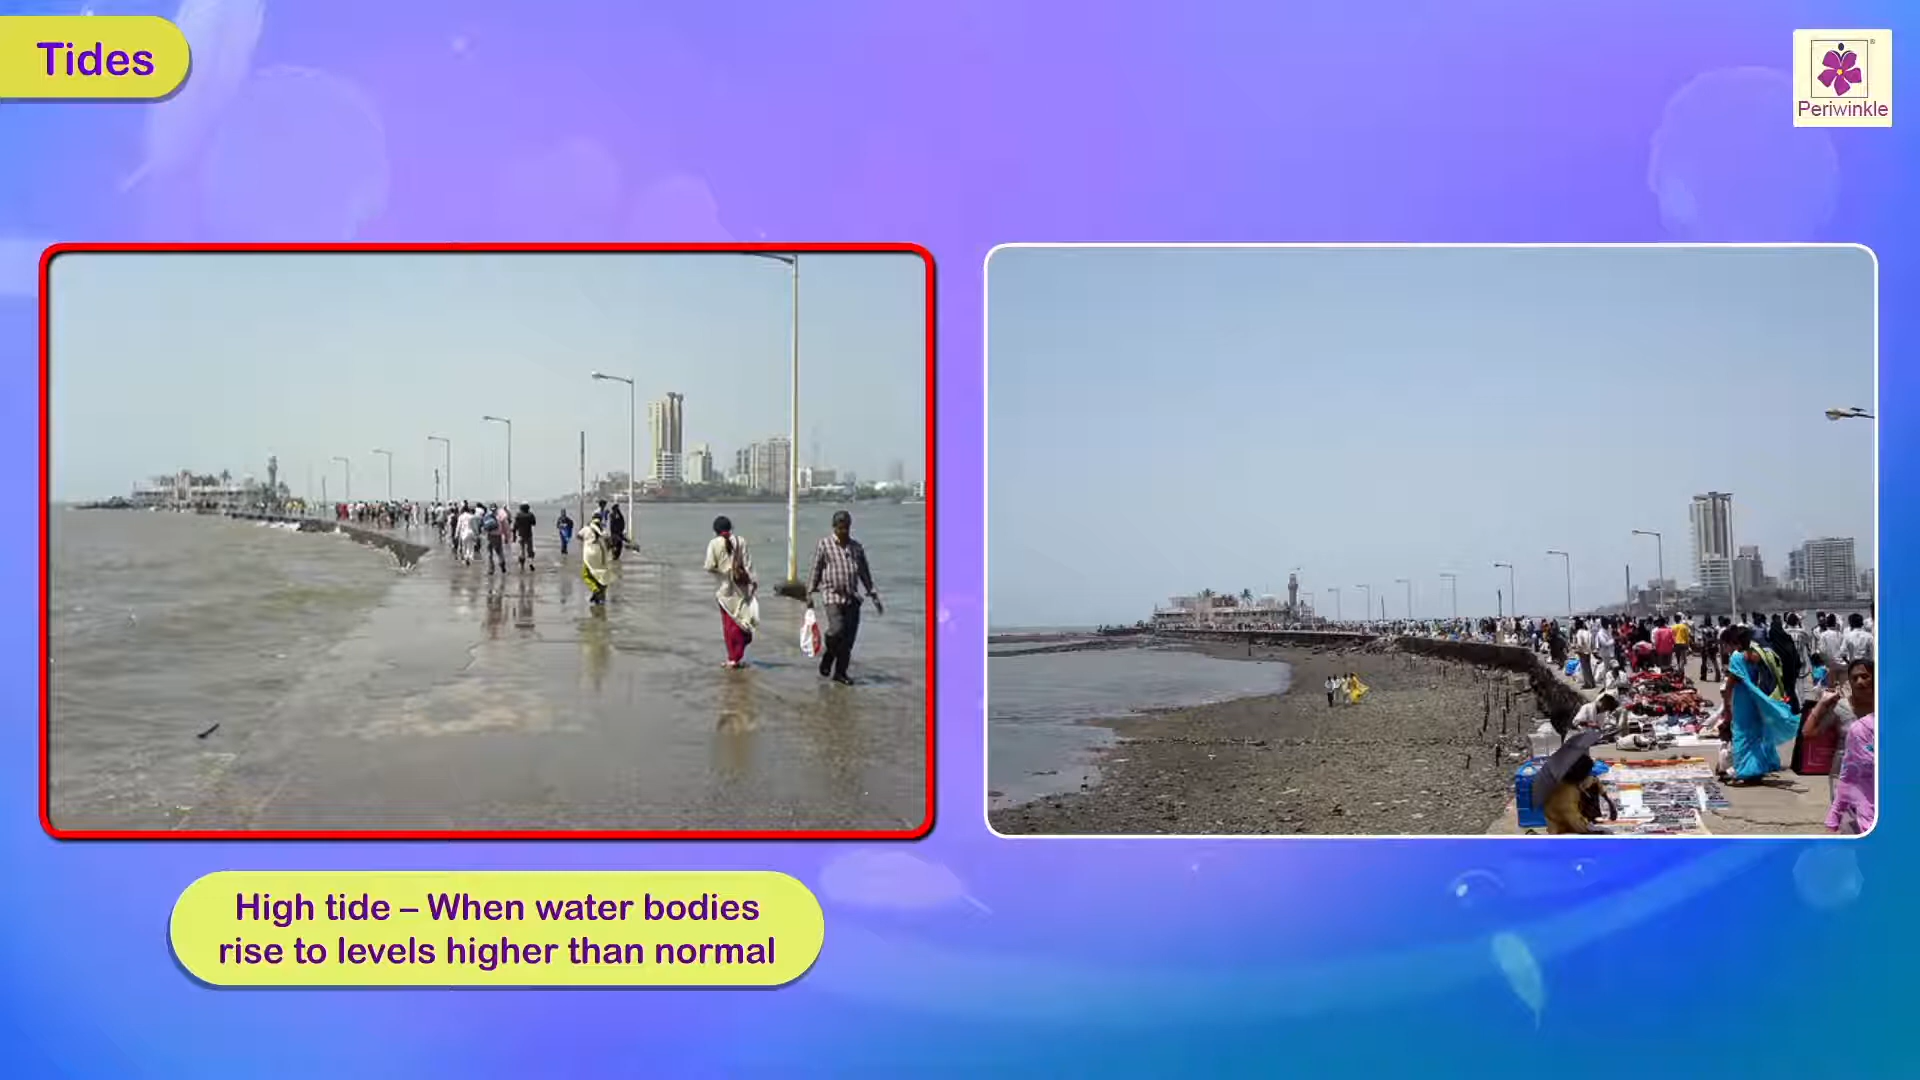 Tides
Periwinkle
High tide – When water bodies
rise to levels higher than normal